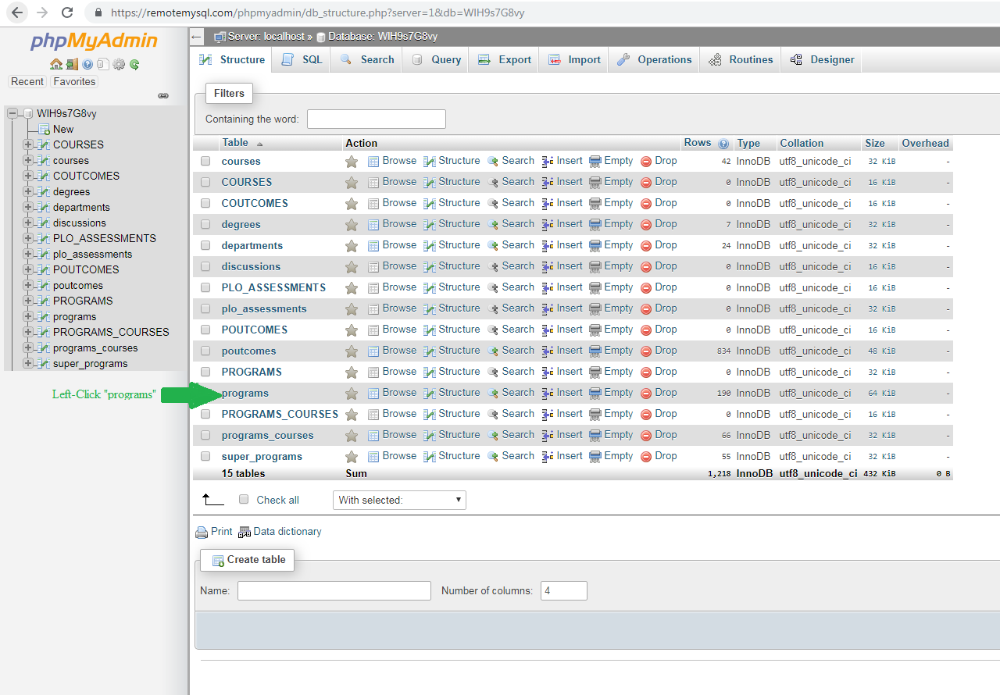 https://remotemysql.com/phpmyadmin/db_structure.php?server=1&db=WIH9s7G8vy
phpMyAdmin
Recent Favorites
WIH9s7G8vy
New
COURSES
courses
COUTCOMES
degrees
departments
discussions
PLO_ASSESSMENTS
plo_assessments
POUTCOMES
poutcomes
PROGRAMS
programs
PROGRAMS_COURSES
programs_courses
super_programs
Left-Click "programs"
Server: localhost » Database: WIH9s7G8vy
Structure SQL Search Query Export Import Operations Routines Designer
Filters
Containing the word:
Table Action Rows Type Collation Size Overhead
courses Browse Structure Search Insert Empty Drop 42 InnoDB utf8_unicode_ci 32 KiB -
COURSES Browse Structure Search Insert Empty Drop 0 InnoDB utf8_unicode_ci 16 KiB -
COUTCOMES Browse Structure Search Insert Empty Drop 0 InnoDB utf8_unicode_ci 16 KiB -
degrees Browse Structure Search Insert Empty Drop 7 InnoDB utf8_unicode_ci 32 KiB -
departments Browse Structure Search Insert Empty Drop 24 InnoDB utf8_unicode_ci 32 KiB -
discussions Browse Structure Search Insert Empty Drop 0 InnoDB utf8_unicode_ci 16 KiB -
PLO_ASSESSMENTS Browse Structure Search Insert Empty Drop 0 InnoDB utf8_unicode_ci 16 KiB -
plo_assessments Browse Structure Search Insert Empty Drop 0 InnoDB utf8_unicode_ci 32 KiB -
POUTCOMES Browse Structure Search Insert Empty Drop 0 InnoDB utf8_unicode_ci 16 KiB -
poutcomes Browse Structure Search Insert Empty Drop 834 InnoDB utf8_unicode_ci 48 KiB -
PROGRAMS Browse Structure Search Insert Empty Drop 0 InnoDB utf8_unicode_ci 32 KiB -
programs Browse Structure Search Insert Empty Drop 190 InnoDB utf8_unicode_ci 64 KiB -
PROGRAMS_COURSES Browse Structure Search Insert Empty Drop 0 InnoDB utf8_unicode_ci 16 KiB -
programs_courses Browse Structure Search Insert Empty Drop 66 InnoDB utf8_unicode_ci 32 KiB -
super_programs Browse Structure Search Insert Empty Drop 55 InnoDB utf8_unicode_ci 32 KiB -
15 tables Sum 1,218 InnoDB utf8_unicode_ci 432 KiB 0 B
Check all With selected:
Print Data dictionary
Create table
Name: Number of columns: 4